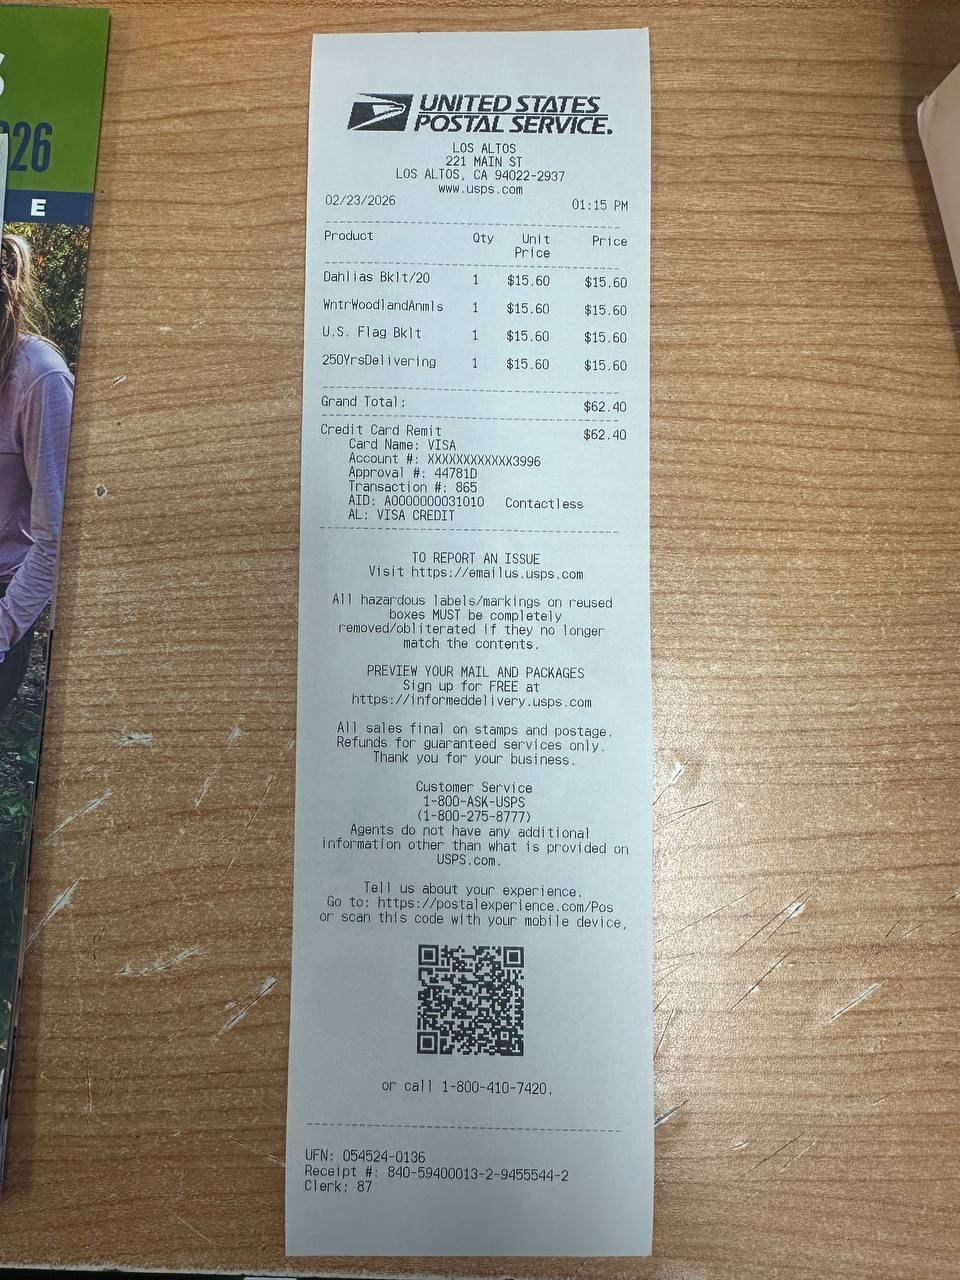 26
E
UNITED STATES
POSTAL SERVICE.
LOS ALTOS
221 MAIN ST
LOS ALTOS, CA 94022-2937
www.usps.com
02/23/2026 01:15 PM
Product Qty Unit Price
Price
Dahlias Bklt/20 1 $15.60 $15.60
WntrWoodlandAnmls 1 $15.60 $15.60
U.S. Flag Bklt 1 $15.60 $15.60
250YrsDelivering 1 $15.60 $15.60
Grand Total: $62.40
Credit Card Remit $62.40
Card Name: VISA
Account #: XXXXXXXXXXXX3996
Approval #: 44781D
Transaction #: 865
AID: A0000000031010 Contactless
AL: VISA CREDIT
TO REPORT AN ISSUE
Visit https://emailus.usps.com
All hazardous labels/markings on reused
boxes MUST be completely
removed/obliterated if they no longer
match the contents.
PREVIEW YOUR MAIL AND PACKAGES
Sign up for FREE at
https://informeddelivery.usps.com
All sales final on stamps and postage.
Refunds for guaranteed services only.
Thank you for your business.
Customer Service
1-800-ASK-USPS
(1-800-275-8777)
Agents do not have any additional
information other than what is provided on
USPS.com.
Tell us about your experience.
Go to: https://postalexperience.com/Pos
or scan this code with your mobile device,
or call 1-800-410-7420.
UFN: 054524-0136
Receipt #: 840-59400013-2-9455544-2
Clerk: 87